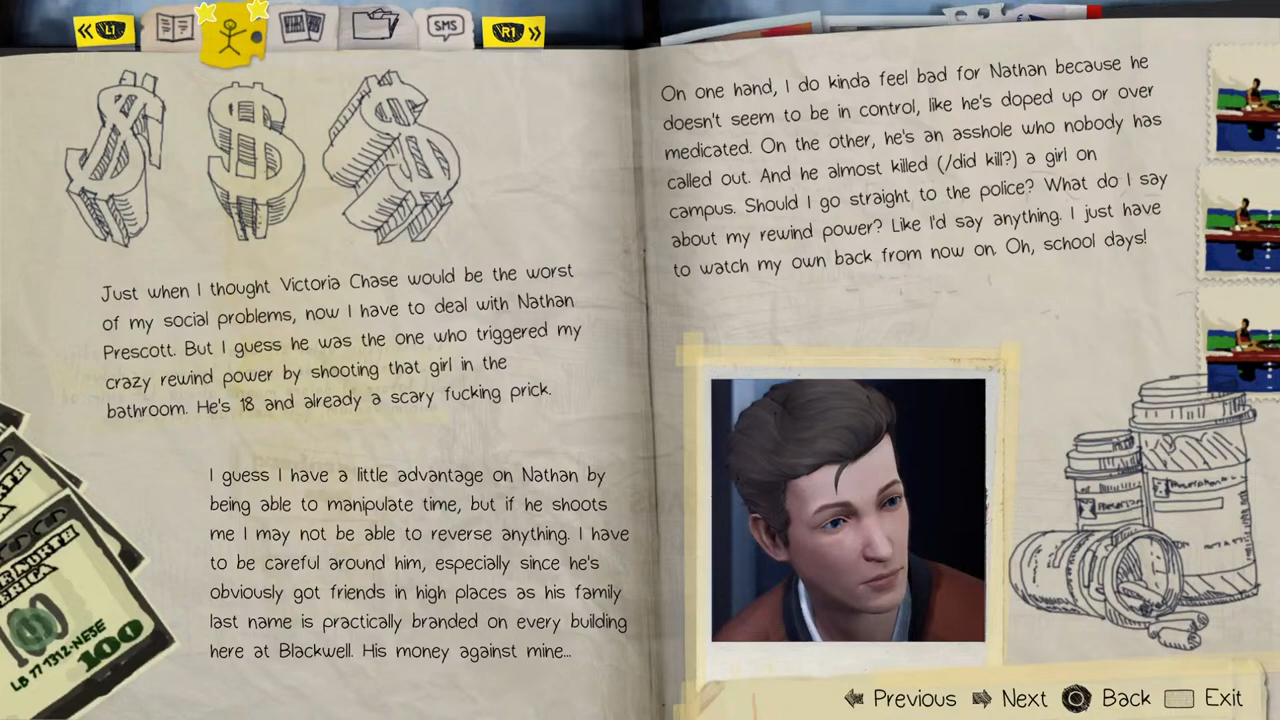 L1
SMS
R1
Just when I thought Victoria Chase would be the worst
of my social problems, now I have to deal with Nathan
Prescott. But I guess he was the one who triggered my
crazy rewind power by shooting that girl in the
bathroom. He's 18 and already a scary fucking prick.
I guess I have a little advantage on Nathan by
being able to manipulate time, but if he shoots
me I may not be able to reverse anything. I have
to be careful around him, especially since he's
obviously got friends in high places as his family
last name is practically branded on every building
here at Blackwell. His money against mine...
100
On one hand, I do kinda feel bad for Nathan because he
doesn't seem to be in control, like he's doped up or over
medicated. On the other, he's an asshole who nobody has
called out. And he almost killed (/did kill?) a girl on
campus. Should I go straight to the police? What do I say
about my rewind power? Like I'd say anything. I just have
to watch my own back from now on. Oh, school days!
Previous Next Back Exit